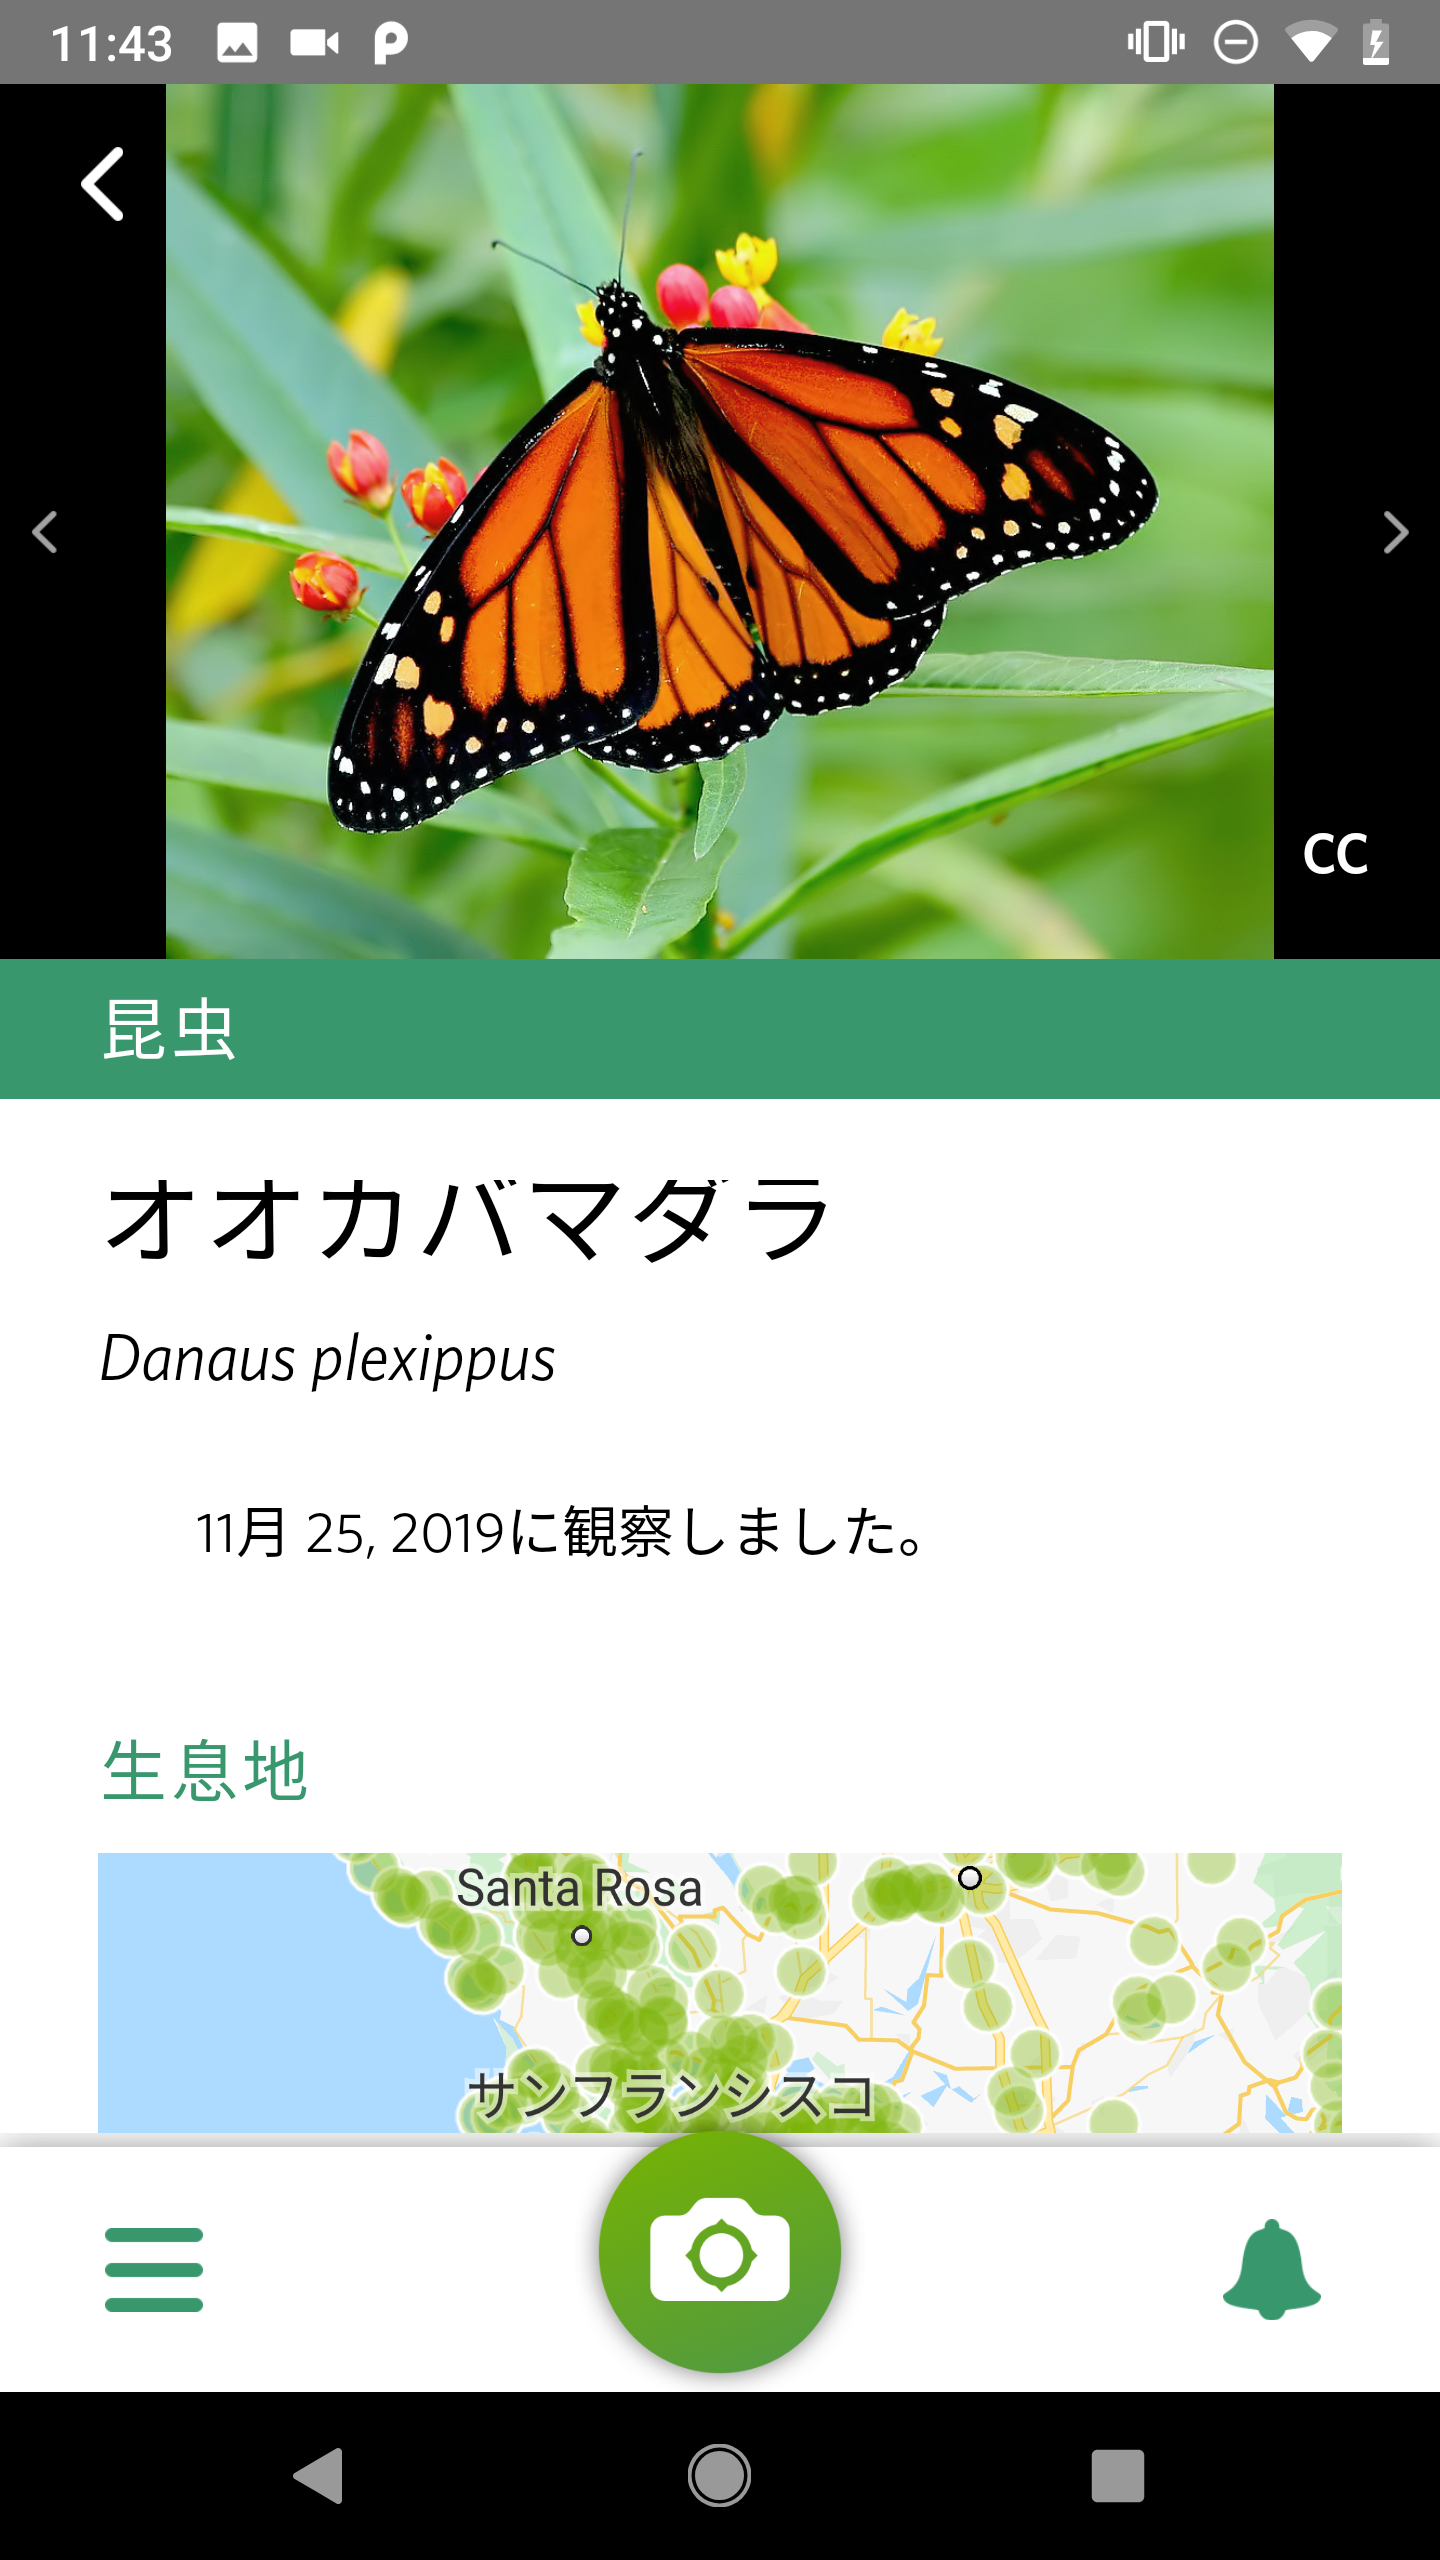 11:43
CC
昆虫
オオカバマダラ
Danaus plexippus
11月 25, 2019に観察しました。
生息地
Santa Rosa
サンフランシスコ